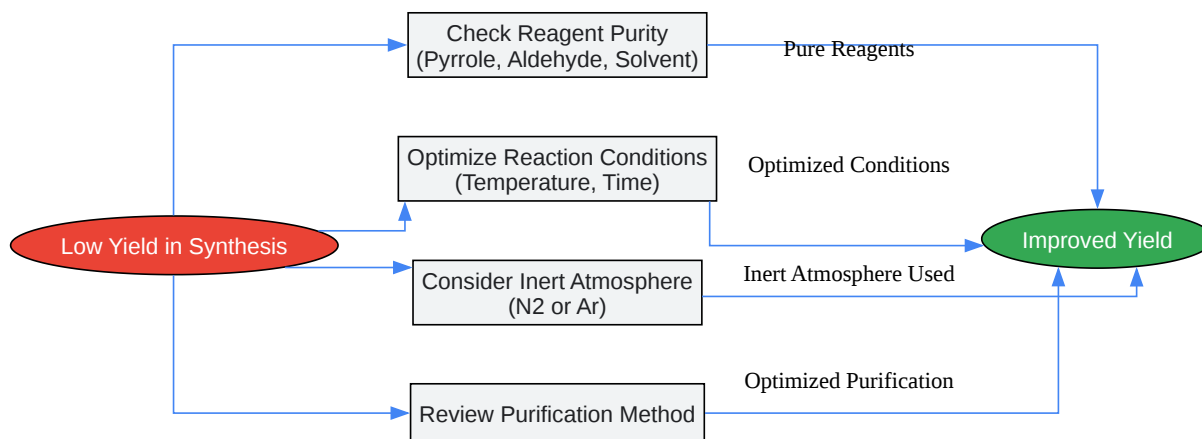 Check Reagent Purity
(Pyrrole, Aldehyde, Solvent)
Pure Reagents
Optimize Reaction Conditions
(Temperature, Time)
Optimized Conditions
Low Yield in Synthesis
Improved Yield
Consider Inert Atmosphere
(N2 or Ar)
Inert Atmosphere Used
Review Purification Method
Optimized Purification